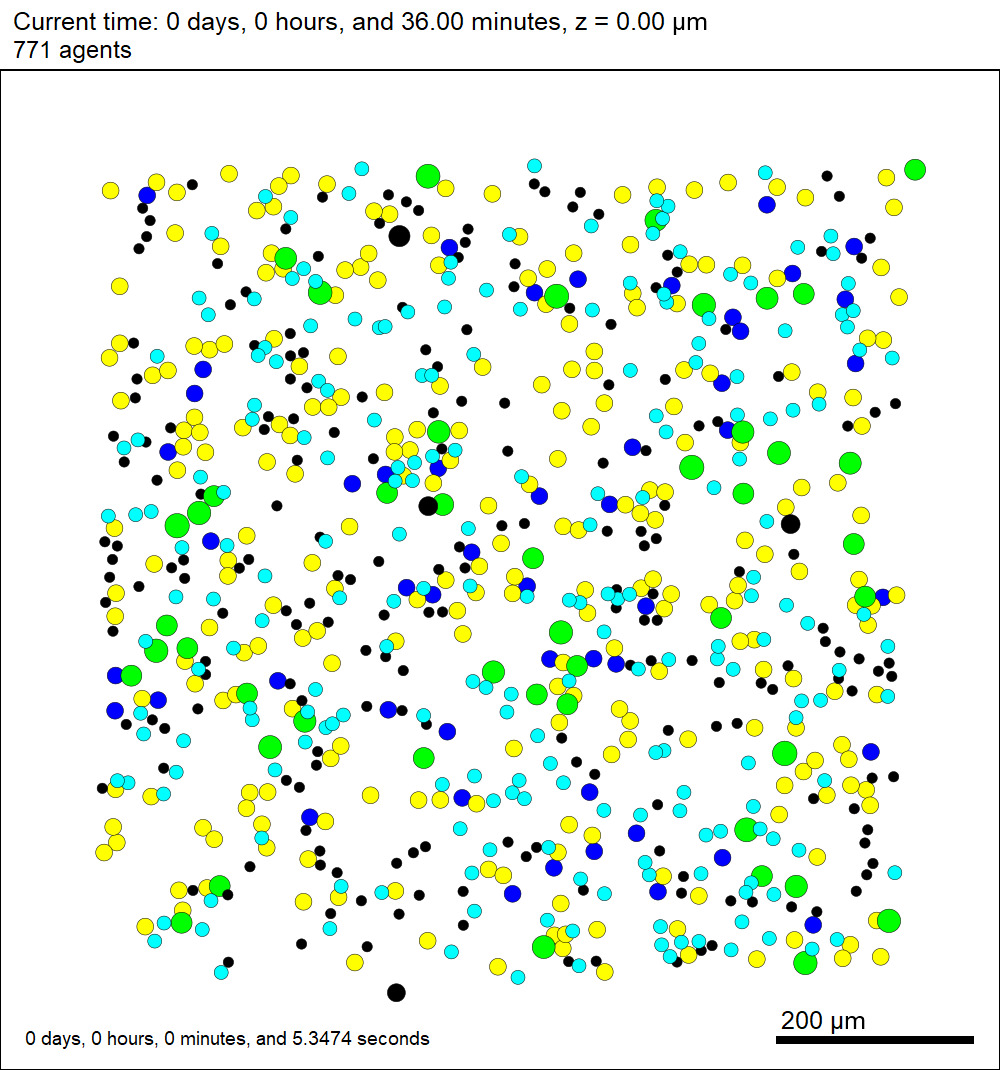 Current time: 0 days, 0 hours, and 36.00 minutes, z = 0.00 μm
771 agents
200 μm
0 days, 0 hours, 0 minutes, and 5.3474 seconds